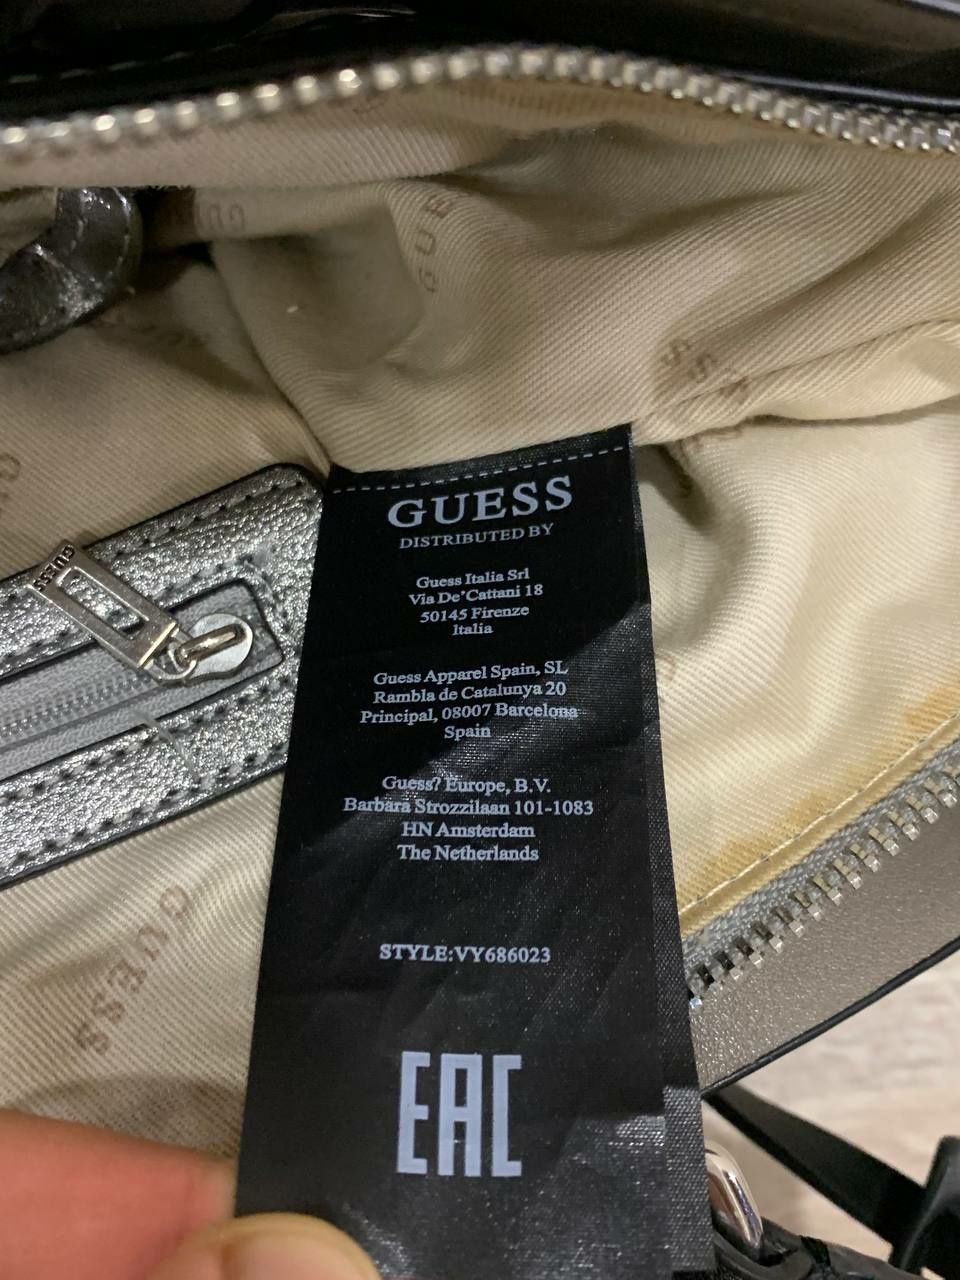 GUESS
DISTRIBUTED BY
Guess Italia Srl
Via De'Cattani 18
50145 Firenze
Italia
Guess Apparel Spain, SL
Rambla de Catalunya 20
Principal, 08007 Barcelona
Spain
Guess? Europe, B.V.
Barbara Strozzilaan 101-1083
HN Amsterdam
The Netherlands
STYLE:VY686023
EAC
GUESS
GUESS